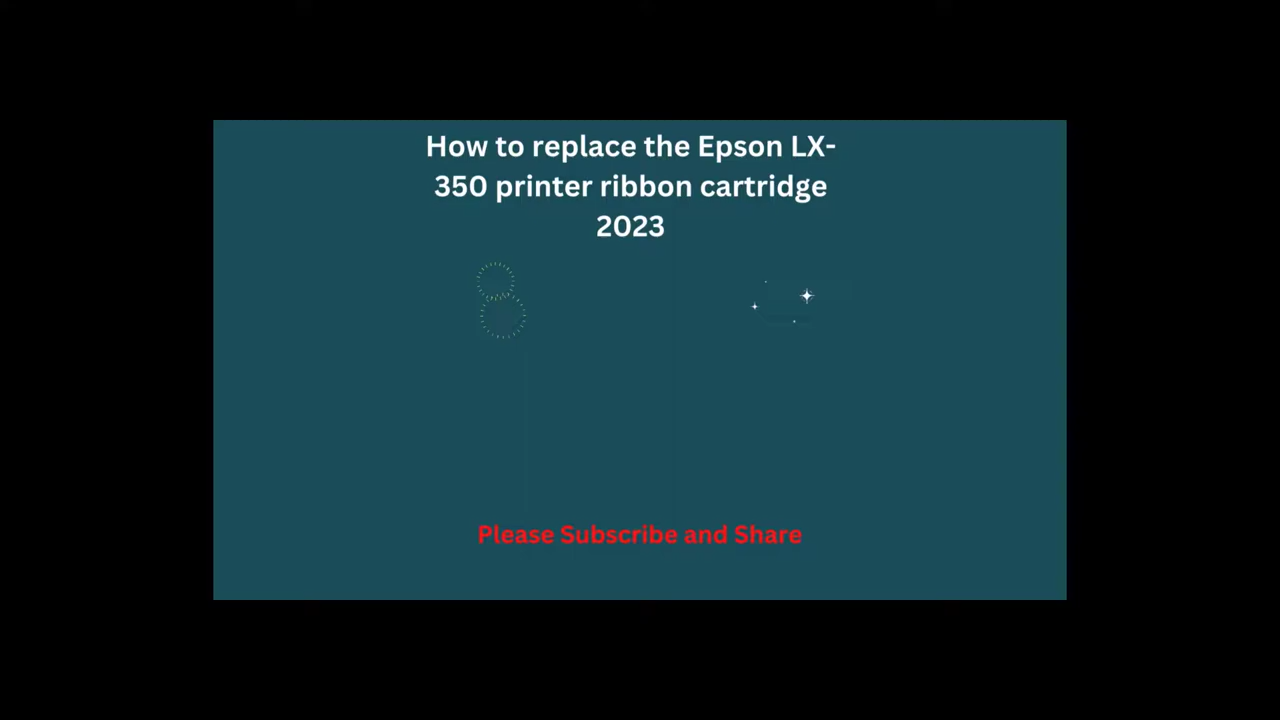 How to replace the Epson LX-
350 printer ribbon cartridge
2023
Please Subscribe and Share